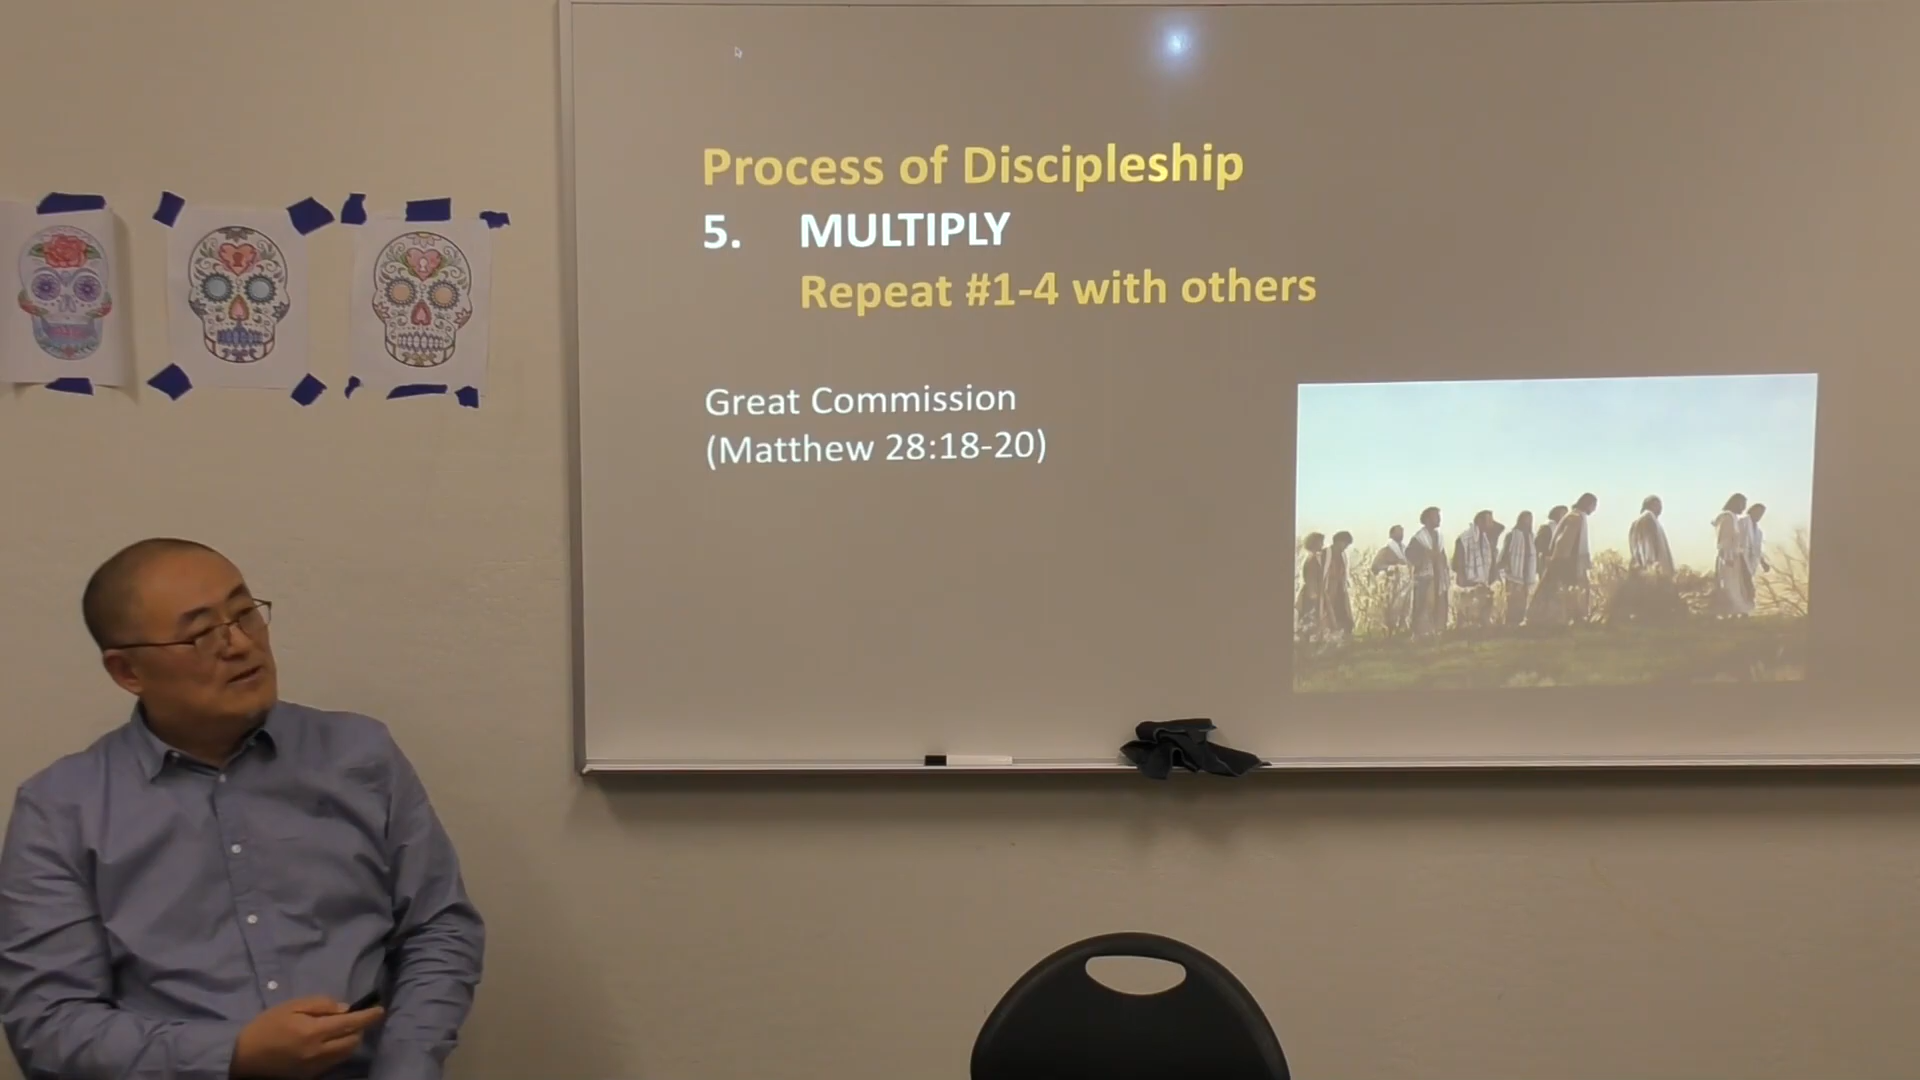 Process of Discipleship
5. MULTIPLY
Repeat #1-4 with others
Great Commission
(Matthew 28:18-20)